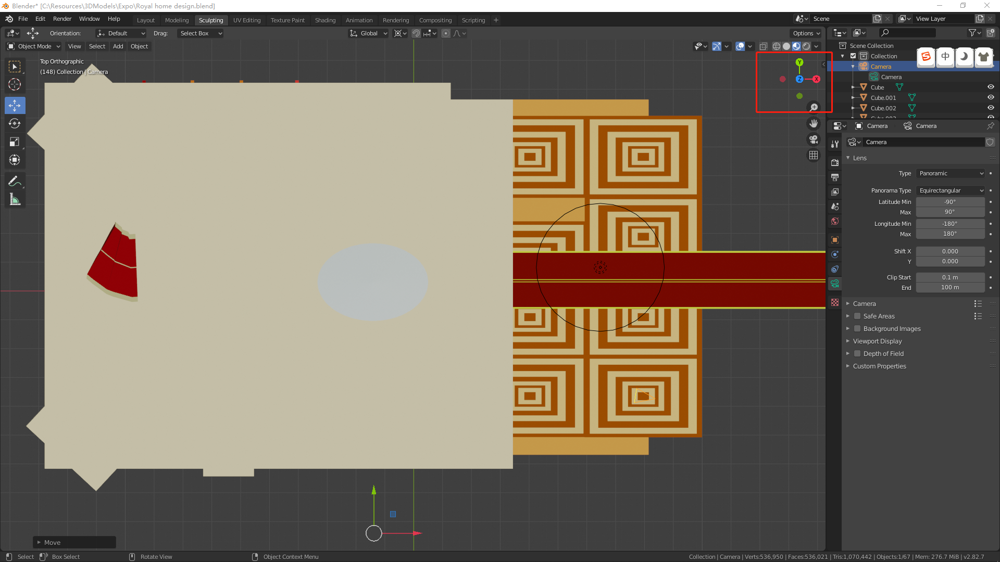 Blender* [C:\Resources\3DModels\Expo\Royal home design.blend]
File Edit Render Window Help
Layout Modeling Sculpting UV Editing Texture Paint Shading Animation Rendering Compositing Scripting +
Scene
View Layer
Orientation: Default Drag: Select Box
Global
Options
Object Mode View Select Add Object
Top Orthographic
(148) Collection | Camera
Y
Z
X
Scene Collection
Collection
Camera
Camera
Cube
Cube.001
Cube.002
S 中
Camera Camera
Camera
Lens
Type Panoramic
Panorama Type Equirectangular
Latitude Min -90°
Max 90°
Longitude Min -180°
Max 180°
Shift X 0.000
Y 0.000
Clip Start 0.1 m
End 100 m
Camera
Safe Areas
Background Images
Viewport Display
Depth of Field
Custom Properties
Move
Select Box Select Rotate View Object Context Menu
Collection | Camera | Verts:536,950 | Faces:536,021 | Tris:1,070,442 | Objects:1/67 | Mem: 276.7 MiB | v2.82.7